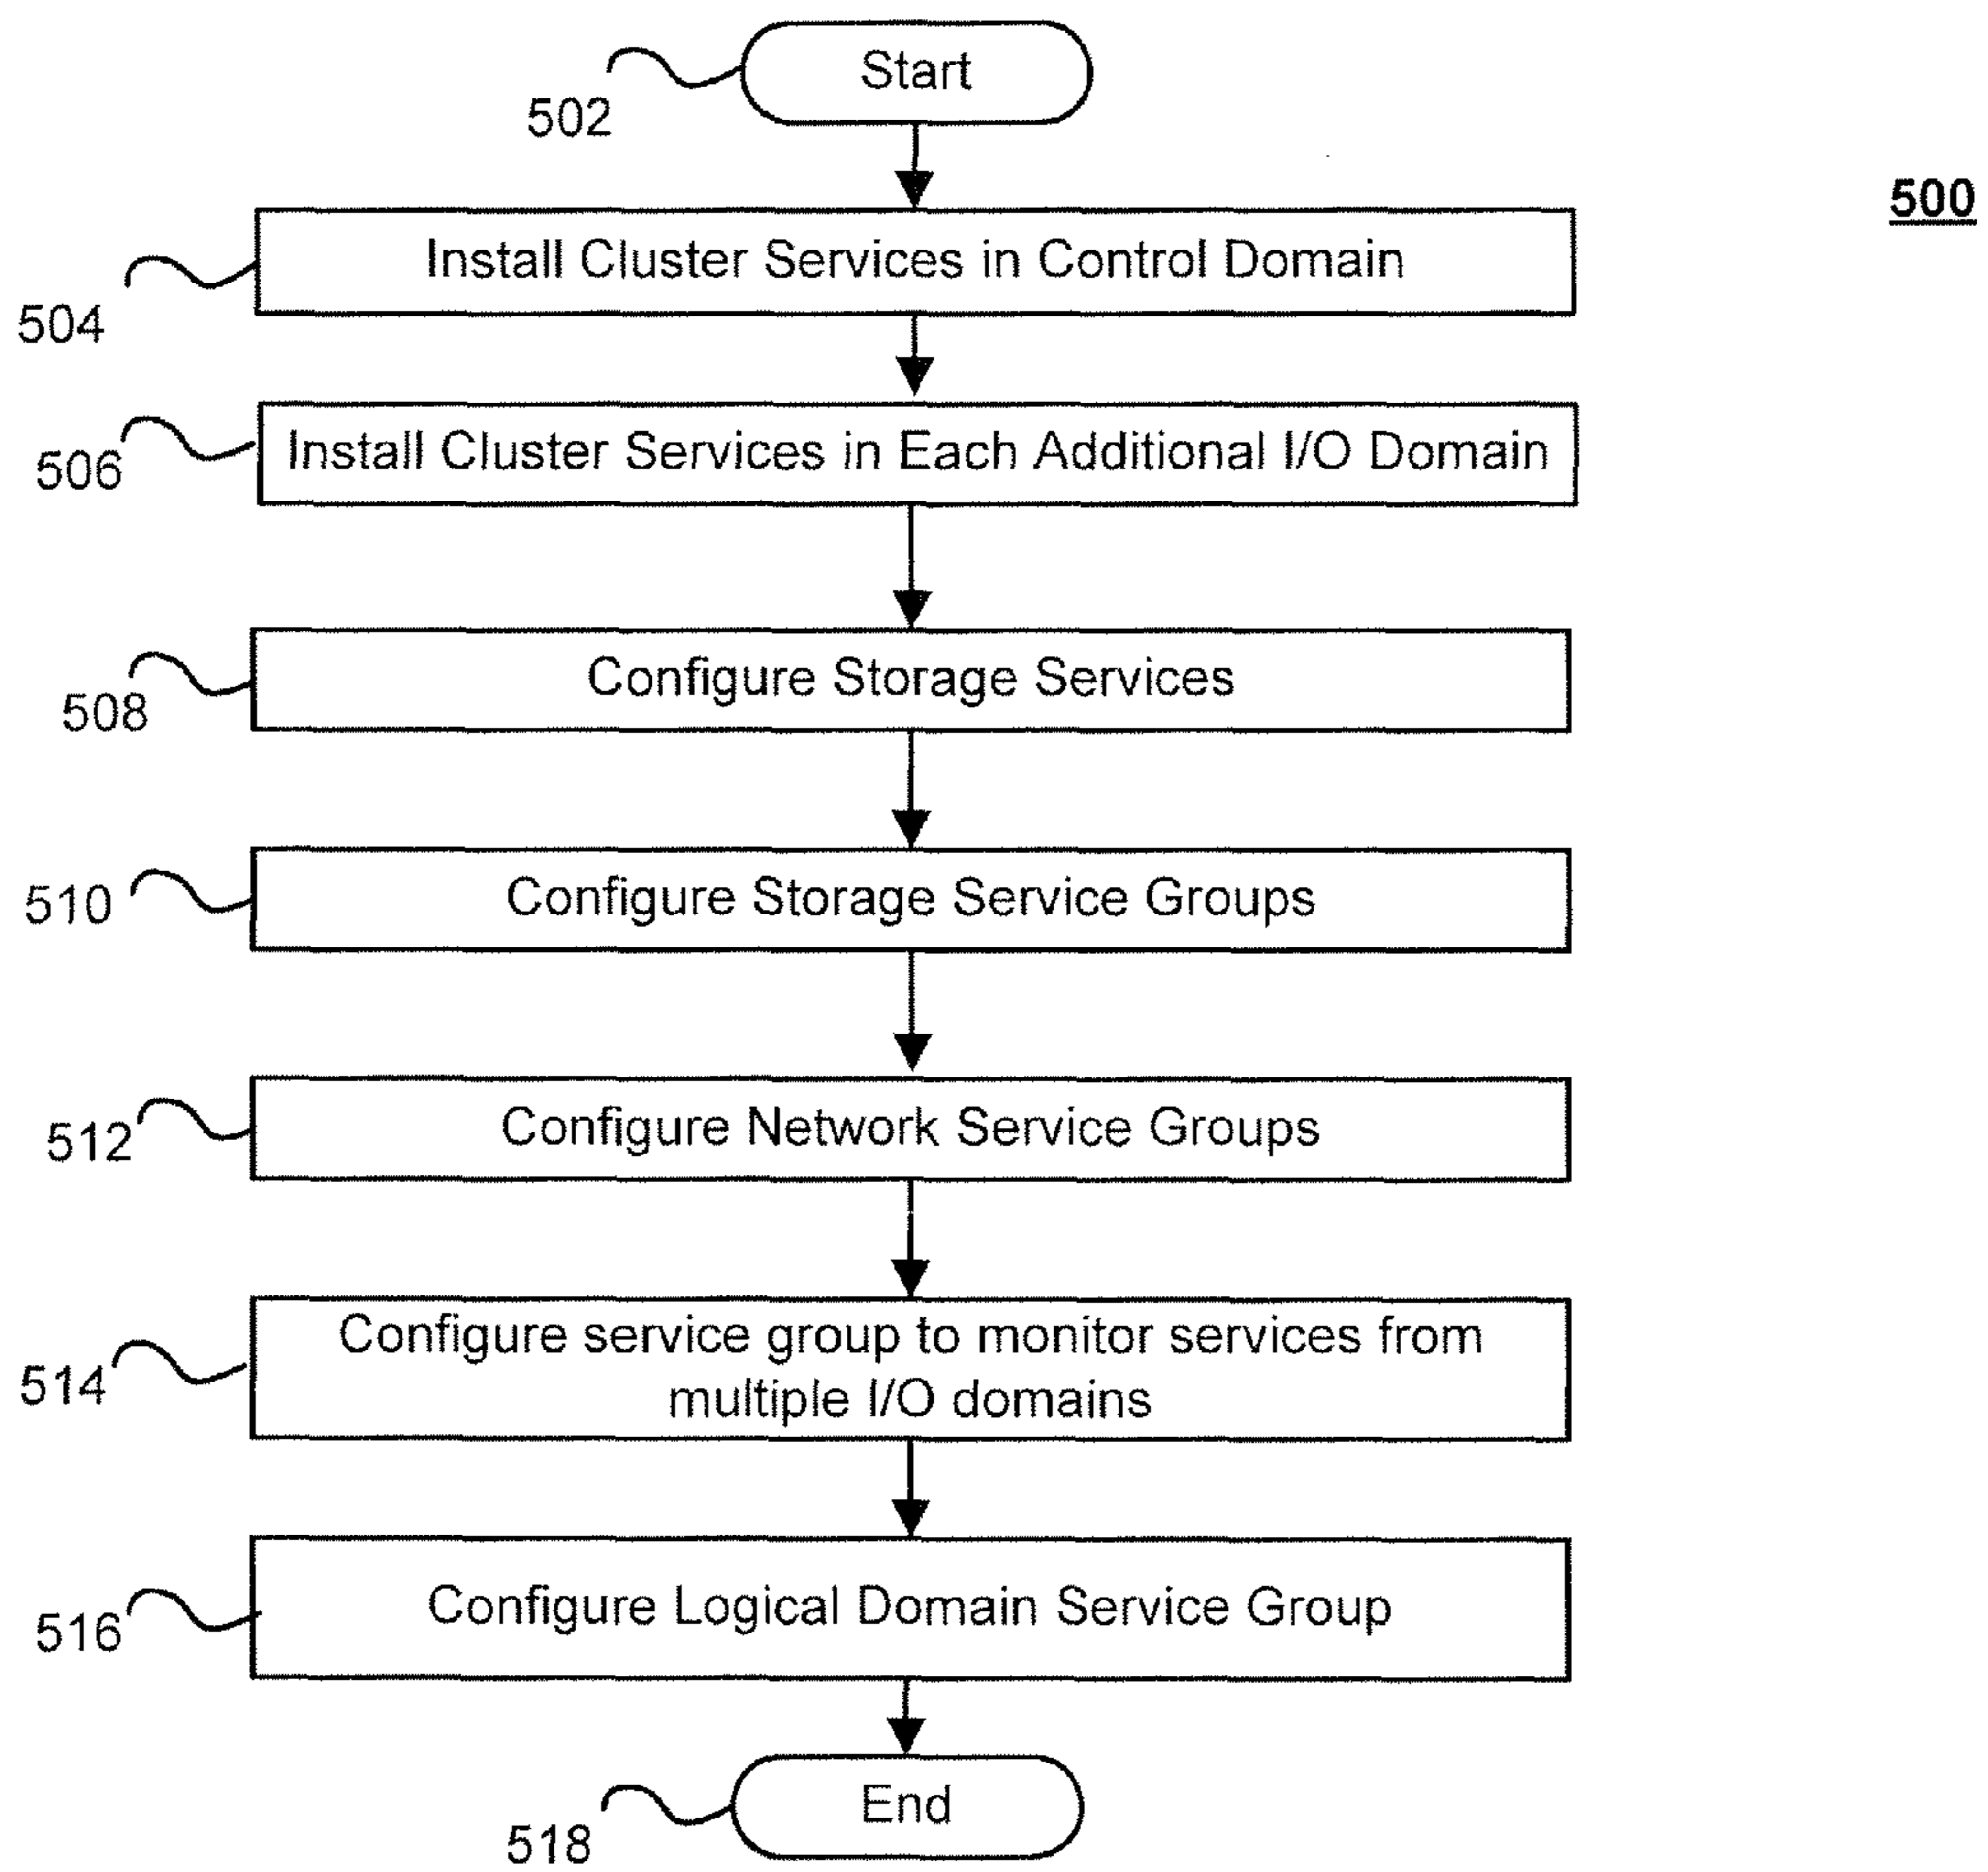 Start
502
500
Install Cluster Services in Control Domain
504
Install Cluster Services in Each Additional I/O Domain
506
Configure Storage Services
508
Configure Storage Service Groups
510
Configure Network Service Groups
512
Configure service group to monitor services from
multiple I/O domains
514
Configure Logical Domain Service Group
516
End
518